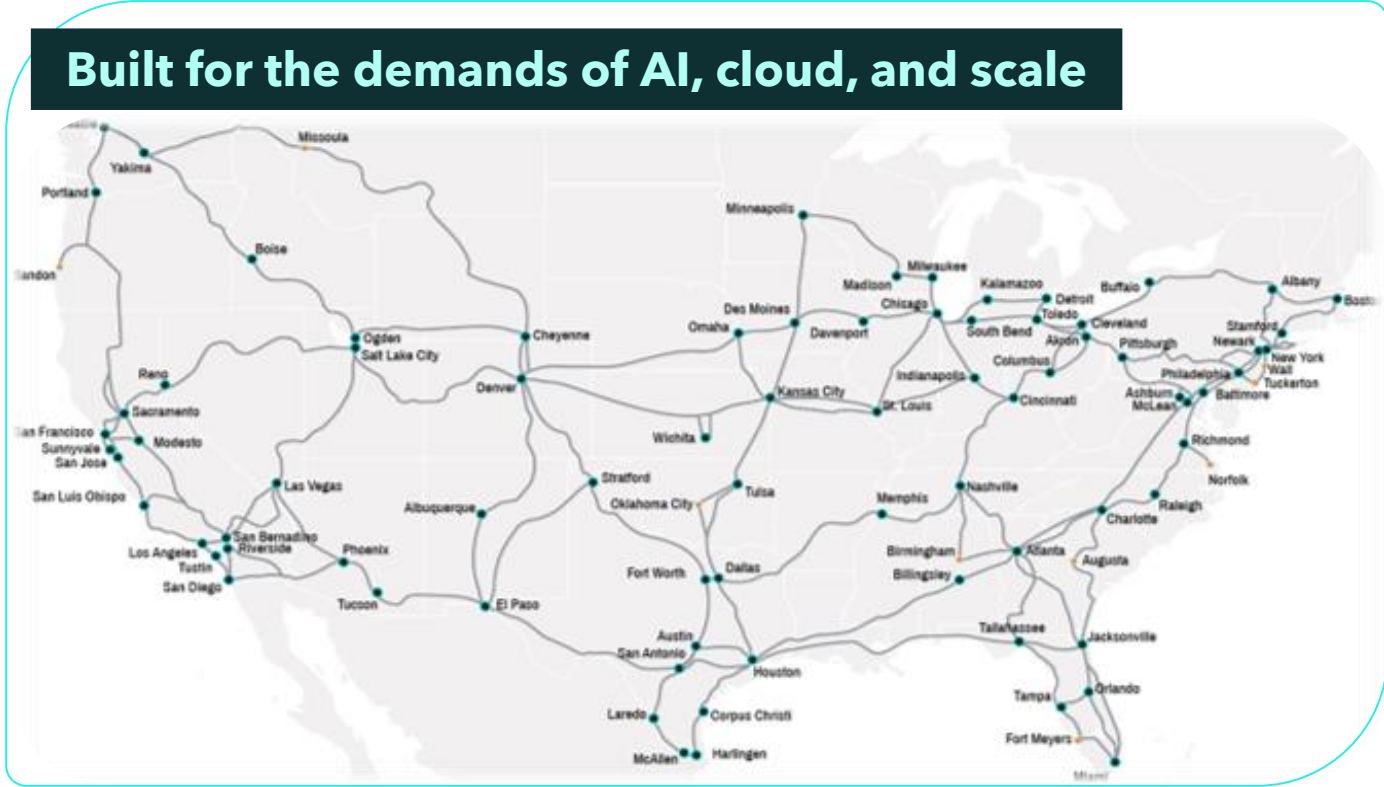 Built for the demands of AI, cloud, and scale
Missoula
Yakima
Portland
Boise
Minneapolis
Milwaukee
Madison
Kalamazoo
Detroit
Buffalo
Albany
Chicago
Toledo
South Bend
Cleveland
Stamford
Des Moines
Davenport
Omaha
Akron
Pittsburgh
Newark
New York
Wall
Tuckerton
Cheyenne
Ogden
Salt Lake City
Columbus
Philadelphia
Indianapolis
Reno
Denver
Kansas City
Ashburn
McLean
Baltimore
Cincinnati
St. Louis
Sacramento
San Francisco
Modesto
Sunnyvale
San Jose
Wichita
Richmond
Norfolk
San Luis Obispo
Las Vegas
Stratford
Nashville
Tulsa
Oklahoma City
Memphis
Albuquerque
Raleigh
Charlotte
San Bernadino
Riverside
Los Angeles
Tustin
San Diego
Phoenix
Tucson
Birmingham
Atlanta
Augusta
Billingsley
Fort Worth
Dallas
El Paso
Austin
San Antonio
Houston
Tallahassee
Jacksonville
Laredo
Corpus Christi
McAllen
Harlingen
Tampa
Orlando
Fort Meyers
Miami